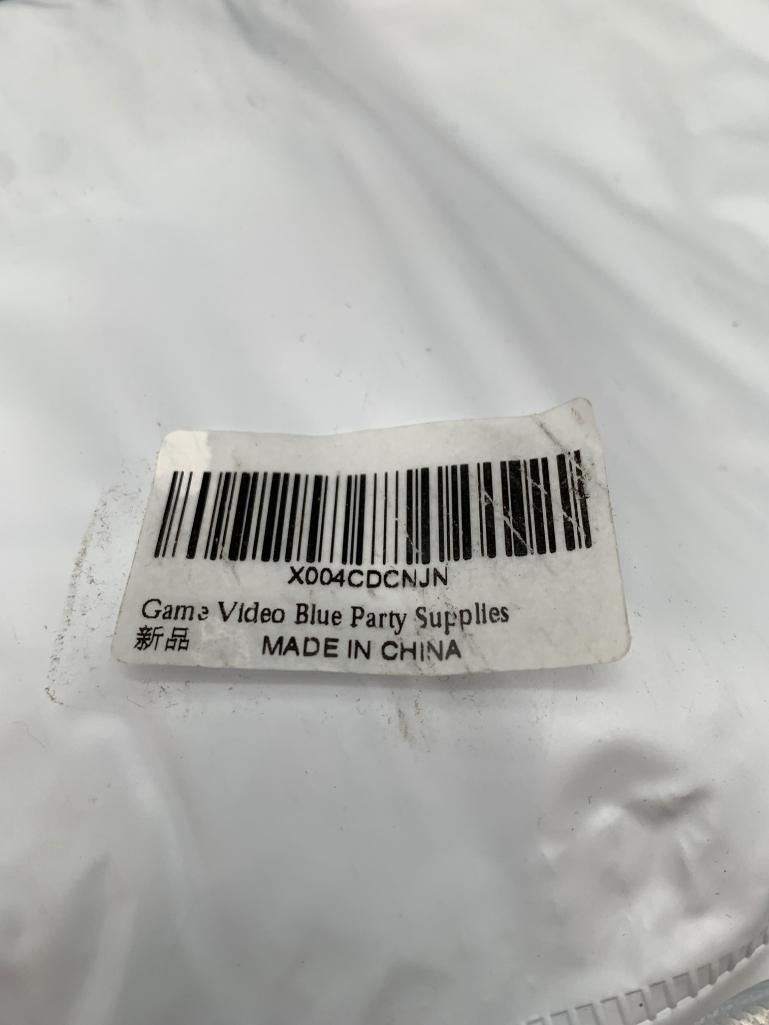 X004CDCNJN
Game Video Blue Party Supplies
新品 MADE IN CHINA